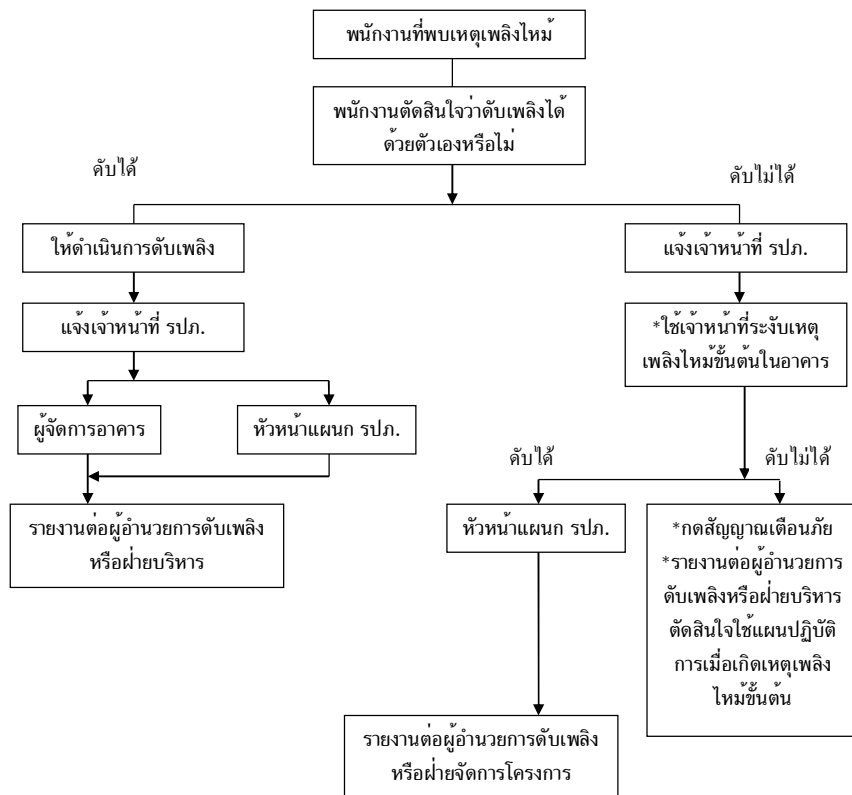 พนักงานที่พบเหตุเพลิงไหม้
พนักงานตัดสินใจว่าดับเพลิงได้
ด้วยตัวเองหรือไม่
ดับได้
ดับไม่ได้
ให้ดำเนินการดับเพลิง
แจ้งเจ้าหน้าที่ รปภ.
แจ้งเจ้าหน้าที่ รปภ.
*ใช้เจ้าหน้าที่ระงับเหตุ
เพลิงไหม้ขั้นต้นในอาคาร
ผู้จัดการอาคาร
หัวหน้าแผนก รปภ.
ดับได้
ดับไม่ได้
รายงานต่อผู้อำนวยการดับเพลิง
หรือฝ่ายบริหาร
หัวหน้าแผนก รปภ.
*กดสัญญาณเตือนภัย
*รายงานต่อผู้อำนวยการ
ดับเพลิงหรือฝ่ายบริหาร
ตัดสินใจใช้แผนปฏิบัติ
การเมื่อเกิดเหตุเพลิง
ไหม้ขั้นต้น
รายงานต่อผู้อำนวยการดับเพลิง
หรือฝ่ายจัดการโครงการ